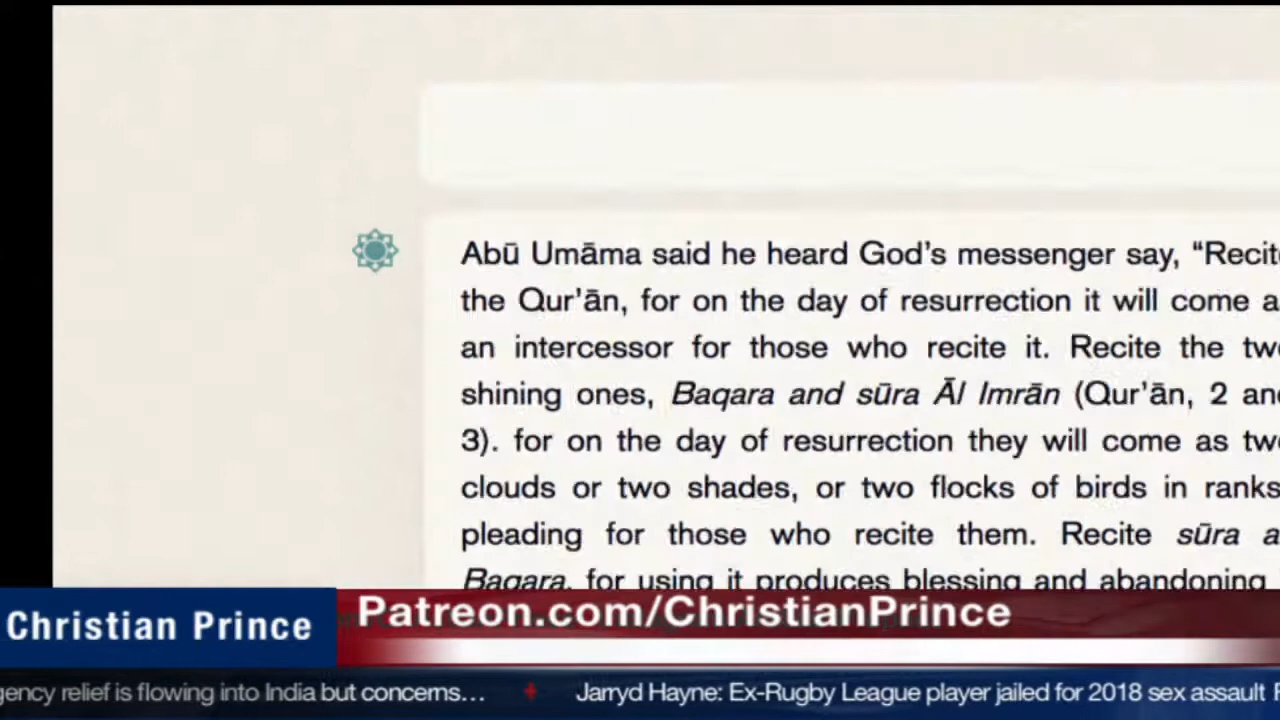 Abū Umāma said he heard God's messenger say, “Recite
the Qur’ān, for on the day of resurrection it will come a
an intercessor for those who recite it. Recite the two
shining ones, Baqara and sūra Āl Imrān (Qur’ān, 2 and
3). for on the day of resurrection they will come as two
clouds or two shades, or two flocks of birds in ranks
pleading for those who recite them. Recite sūra a
Baqara, for using it produces blessing and abandoning
Christian Prince
Patreon.com/ChristianPrince
gency relief is flowing into India but concerns… Jarryd Hayne: Ex-Rugby League player jailed for 2018 sex assault